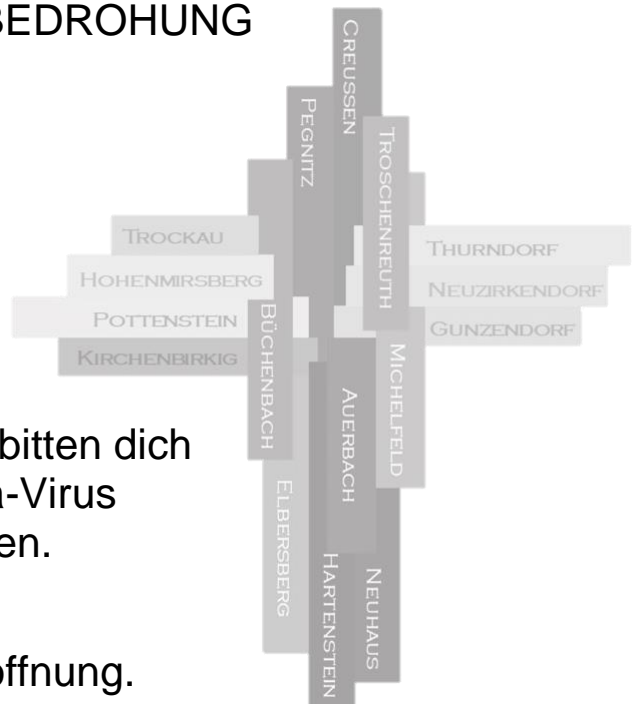 BEDROHUNG
CREUSSEN
PEGNITZ
TROSCHENREUTH
TROCKAU
THURNDORF
HOHENMIRSBERG
NEUZIRKENDORF
POTTENSTEIN
GUNZENDORF
KIRCHENBIRKIG
BÜCHENBACH
MICHELFELD
AUERBACH
bitten dich
a-Virus
en.
ELBERSBERG
HARTENSTEIN
NEUHAUS
offnung.